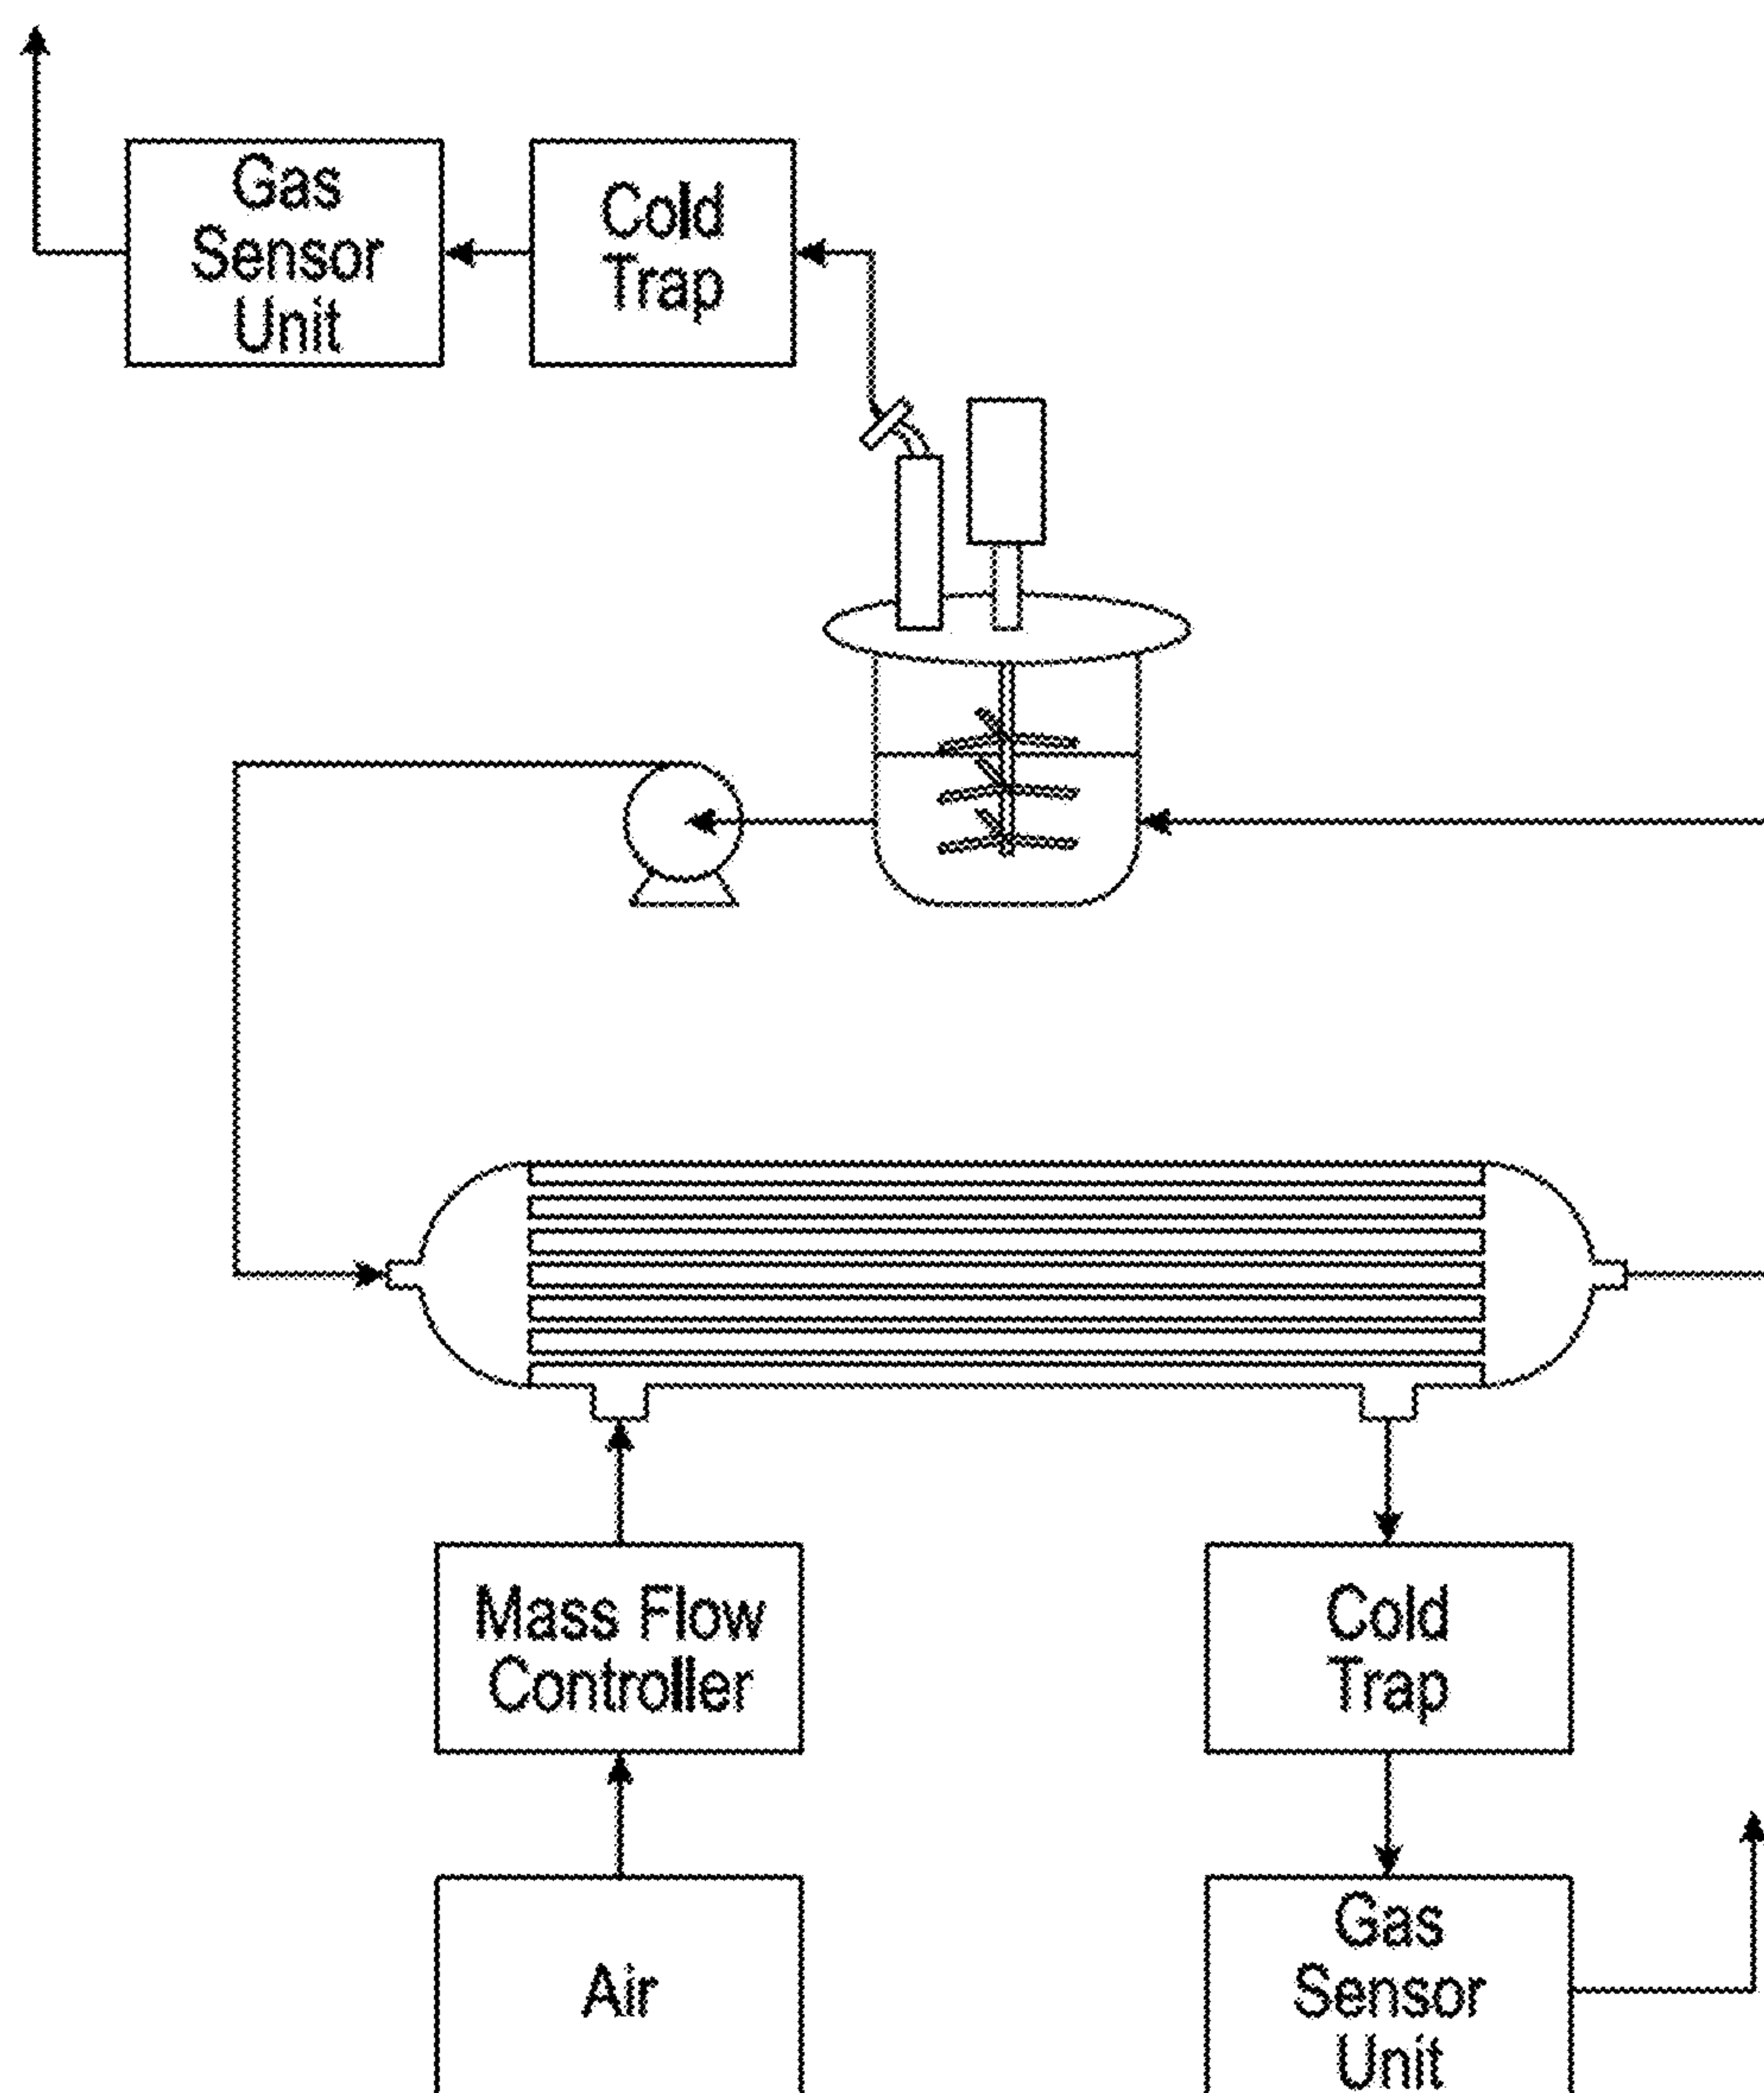 Gas
Sensor
Unit
Cold
Trap
Mass Flow
Controller
Cold
Trap
Air
Gas
Sensor
Unit